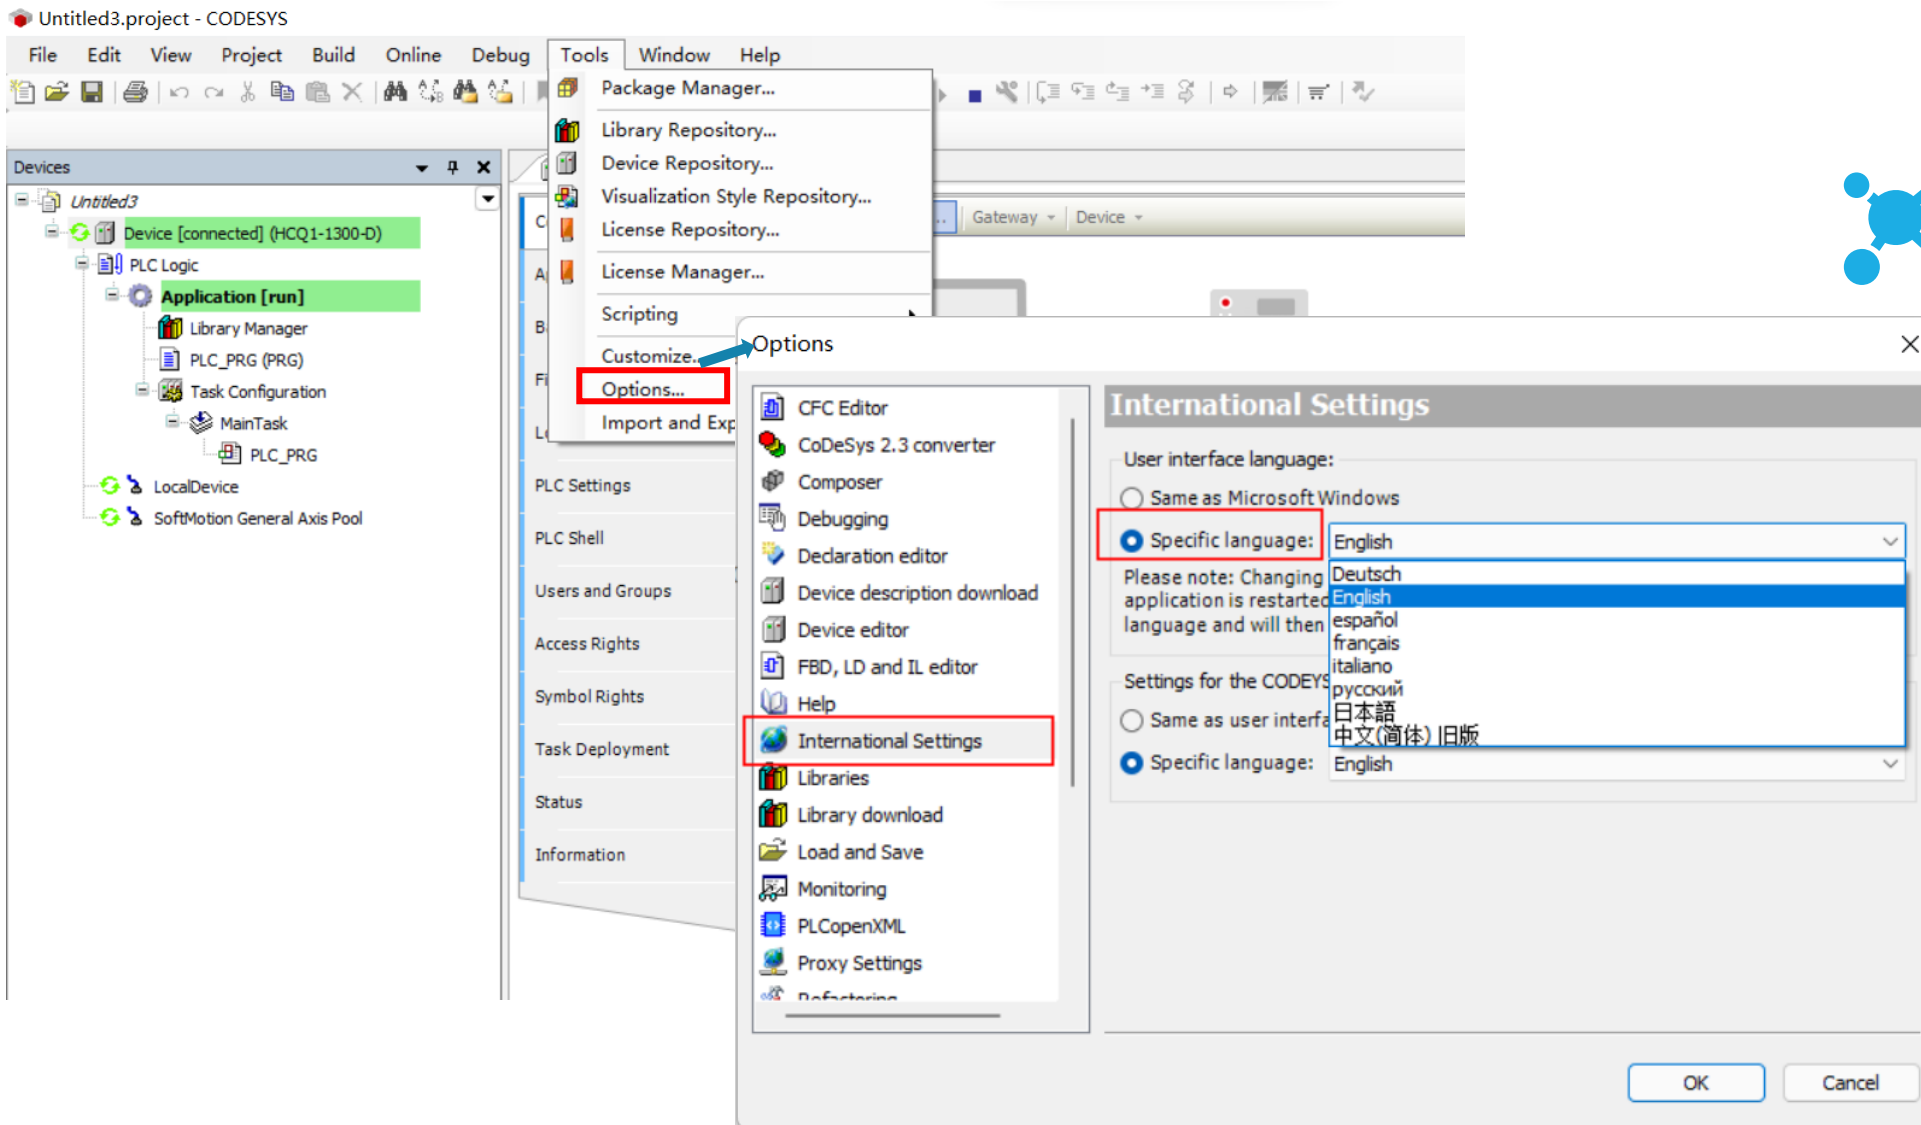 Untitled3.project - CODESYS
File Edit View Project Build Online Debug Tools Window Help
Package Manager...
Library Repository...
Device Repository...
Visualization Style Repository...
License Repository...
License Manager...
Scripting
Customize...
Options...
Import and Exp
Devices
Untitled3
Device [connected] (HCQ1-1300-D)
PLC Logic
Application [run]
Library Manager
PLC_PRG (PRG)
Task Configuration
MainTask
PLC_PRG
LocalDevice
SoftMotion General Axis Pool
Gateway
Device
PLC Settings
PLC Shell
Users and Groups
Access Rights
Symbol Rights
Task Deployment
Status
Information
Options
CFC Editor
CoDeSys 2.3 converter
Composer
Debugging
Declaration editor
Device description download
Device editor
FBD, LD and IL editor
Help
International Settings
Libraries
Library download
Load and Save
Monitoring
PLCopenXML
Proxy Settings
Refactoring
International Settings
User interface language:
Same as Microsoft Windows
Specific language: English
Deutsch
English
español
français
italiano
русский
日本語
中文(简体) 旧版
Please note: Changing
application is restarted
language and will then
Settings for the CODEYS
Same as user interfa
Specific language: English
OK
Cancel